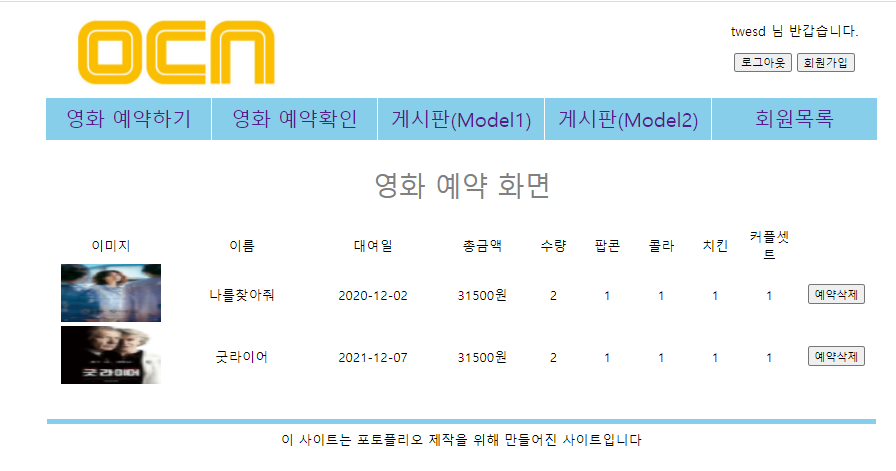 OCN
twesd 님 반갑습니다.
로그아웃 회원가입
영화 예약하기 영화 예약확인 게시판(Model1) 게시판(Model2) 회원목록
영화 예약 화면
이미지 이름 대여일 총금액 수량 팝콘 콜라 치킨 커플셋
트
나를찾아줘 2020-12-02 31500원 2 1 1 1 1 예약삭제
굿라이어 2021-12-07 31500원 2 1 1 1 1 예약삭제
굿라이어
이 사이트는 포토플리오 제작을 위해 만들어진 사이트입니다